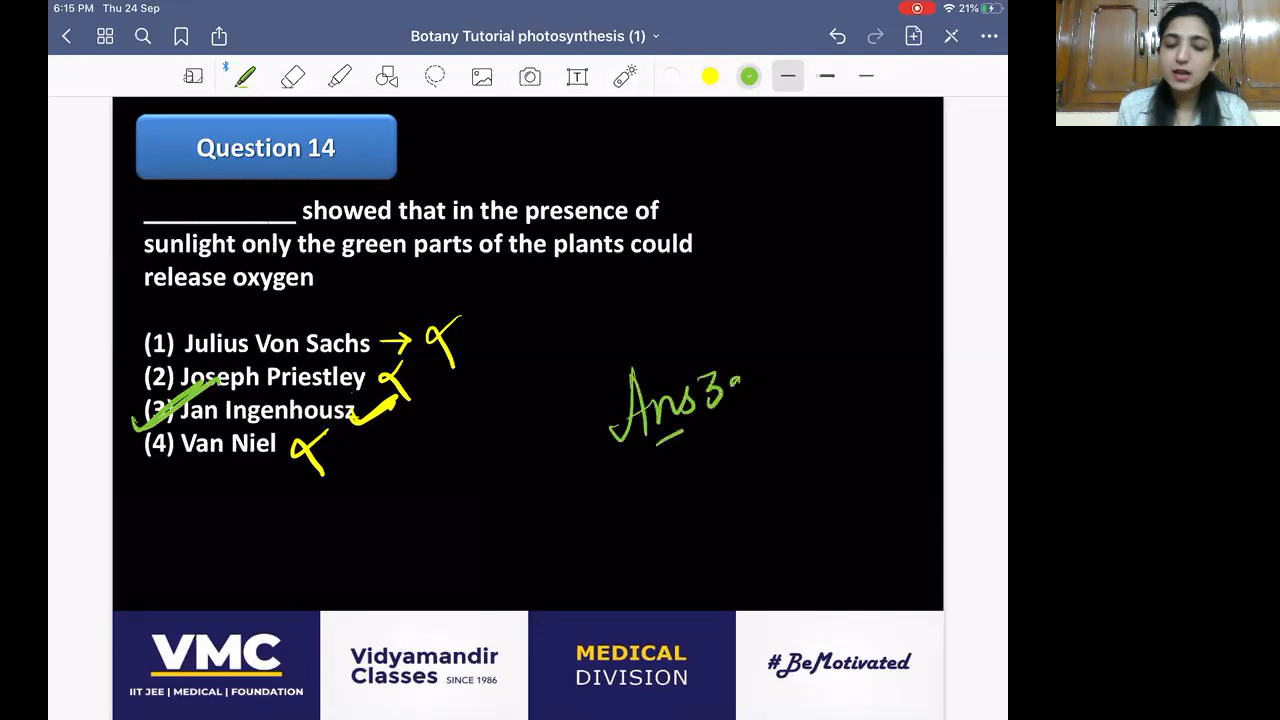 6:15 PM Thu 24 Sep
21%
Botany Tutorial photosynthesis (1)
T
Question 14
____________ showed that in the presence of
sunlight only the green parts of the plants could
release oxygen
(1) Julius Von Sachs →
(2) Joseph Priestley
(3) Jan Ingenhousz
(4) Van Niel
Ans 3.
VMC
IIT JEE | MEDICAL | FOUNDATION
Vidyamandir
Classes SINCE 1986
MEDICAL
DIVISION
#BeMotivated